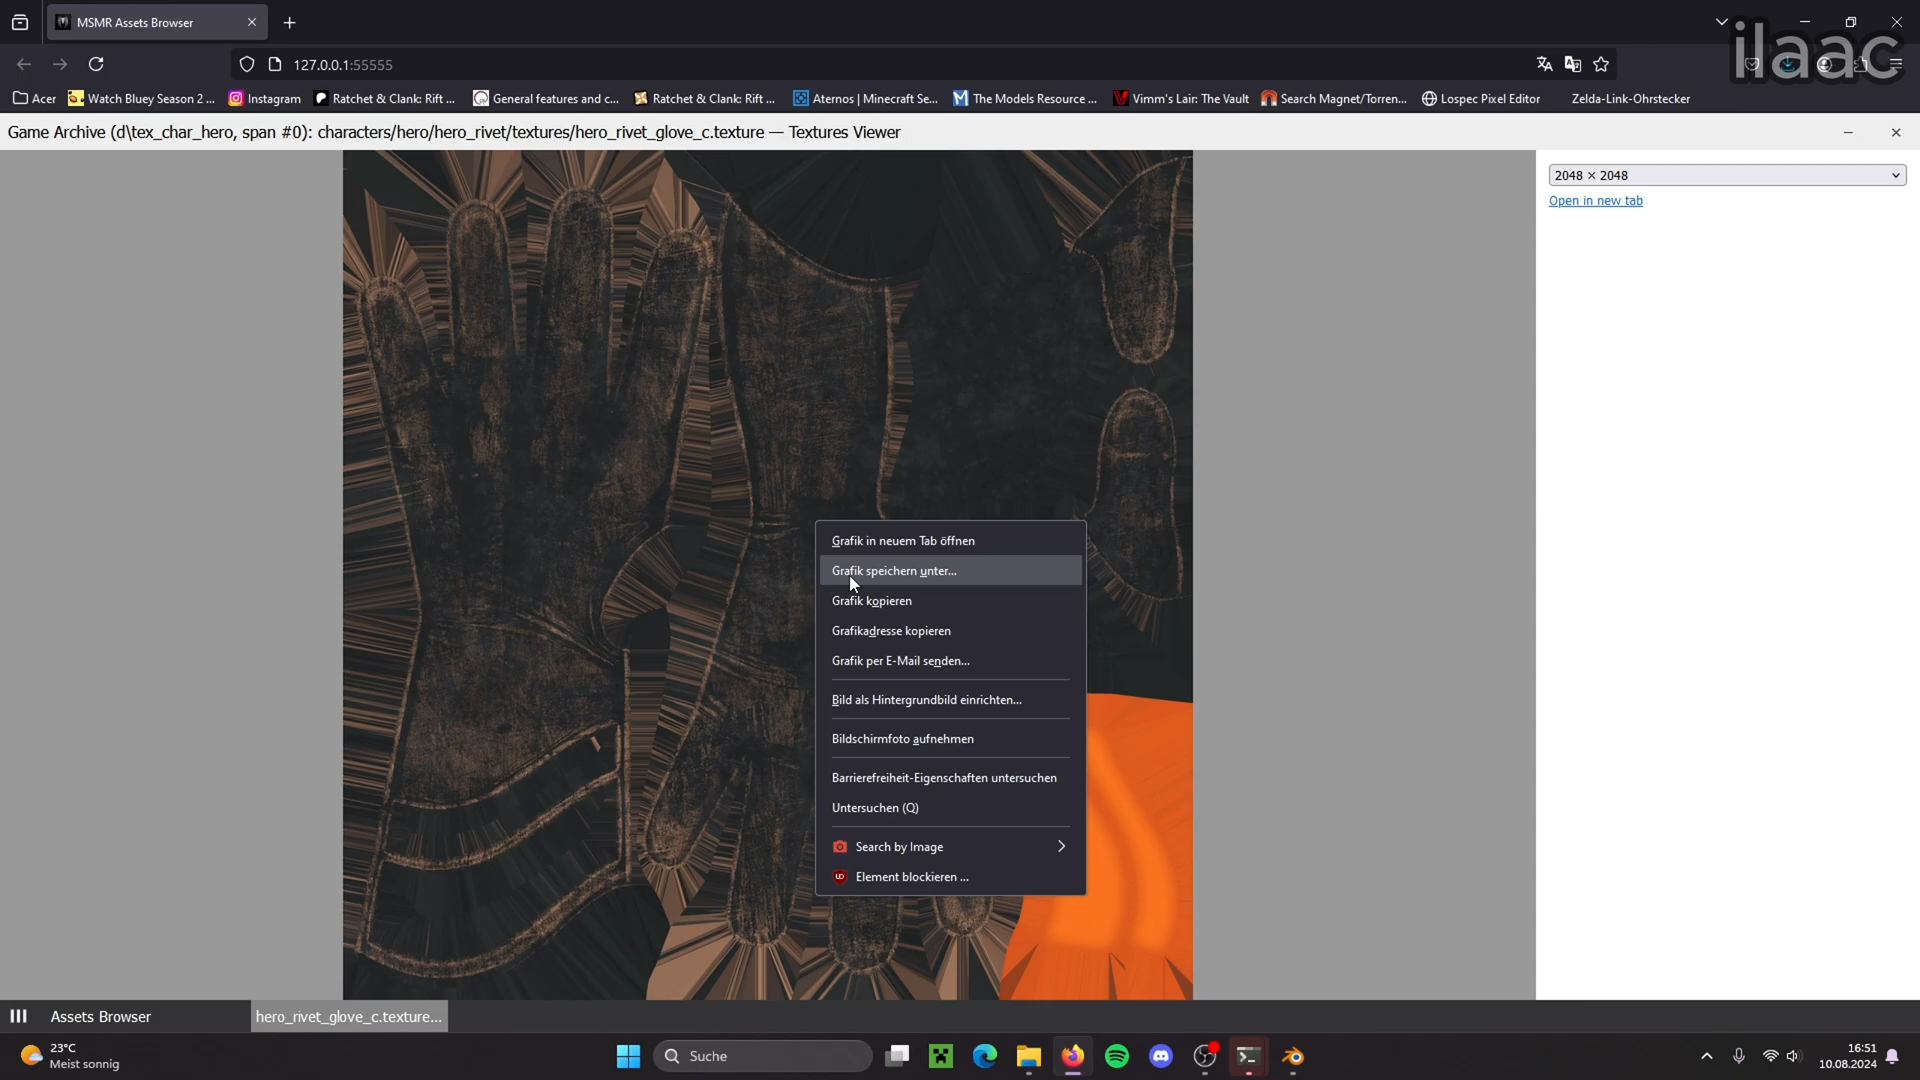 MSMR Assets Browser
ilaac
127.0.0.1:55555
Acer
Watch Bluey Season 2 ...
Instagram
Ratchet & Clank: Rift ...
General features and c...
Ratchet & Clank: Rift ...
Aternos | Minecraft Se...
The Models Resource ...
Vimm's Lair: The Vault
Search Magnet/Torren...
Lospec Pixel Editor
Zelda-Link-Ohrstecker
Game Archive (d\tex_char_hero, span #0): characters/hero/hero_rivet/textures/hero_rivet_glove_c.texture — Textures Viewer
2048 × 2048
Open in new tab
Grafik in neuem Tab öffnen
Grafik speichern unter...
Grafik kopieren
Grafikadresse kopieren
Grafik per E-Mail senden...
Bild als Hintergrundbild einrichten...
Bildschirmfoto aufnehmen
Barrierefreiheit-Eigenschaften untersuchen
Untersuchen (Q)
Search by Image
Element blockieren ...
Assets Browser
hero_rivet_glove_c.texture...
23°C
Meist sonnig
Suche
16:51
10.08.2024